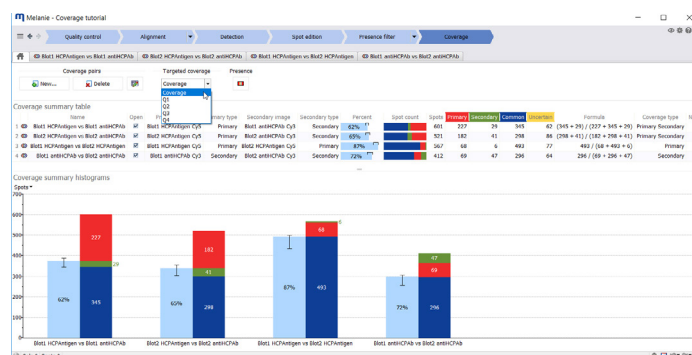 Melanie - Coverage tutorial
Quality control Alignment Detection Spot edition Presence filter Coverage
Blot1 HCPAntigen vs Blot1 antiHCPAb Blot2 HCPAntigen vs Blot2 antiHCPAb Blot1 HCPAntigen vs Blot2 HCPAntigen Blot1 antiHCPAb vs Blot2 antiHCPAb
Coverage pairs Targeted coverage Presence
New... Delete Coverage
Coverage
Q1
Q2
Q3
Q4
Coverage summary table
Name Open Primary type Secondary image Secondary type Percent Spot count Spots Primary Secondary Common Uncertain Formula Coverage type
1 Blot1 HCPAntigen vs Blot1 antiHCPAb Blot1 HCPAntigen Cy5 Primary Blot1 antiHCPAb Cy3 Secondary 62% 601 227 29 345 62 (345 + 29) / (227 + 345 + 29) Primary Secondary
2 Blot2 HCPAntigen vs Blot2 antiHCPAb Blot2 HCPAntigen Cy5 Primary Blot2 antiHCPAb Cy3 Secondary 65% 521 182 41 298 86 (298 + 41) / (182 + 298 + 41) Primary Secondary
3 Blot1 HCPAntigen vs Blot2 HCPAntigen Blot1 HCPAntigen Cy5 Primary Blot2 HCPAntigen Cy5 Primary 87% 567 68 6 493 77 493 / (68 + 493 + 6) Primary
4 Blot1 antiHCPAb vs Blot2 antiHCPAb Blot1 antiHCPAb Cy3 Secondary Blot2 antiHCPAb Cy3 Secondary 72% 412 69 47 296 64 296 / (69 + 296 + 47) Secondary
Coverage summary histograms
Spots
700
600
500
400
300
200
100
0
227
29
62% 345
182
41
65% 298
6
68
87% 493
47
69
72% 296
Blot1 HCPAntigen vs Blot1 antiHCPAb Blot2 HCPAntigen vs Blot2 antiHCPAb Blot1 HCPAntigen vs Blot2 HCPAntigen Blot1 antiHCPAb vs Blot2 antiHCPAb